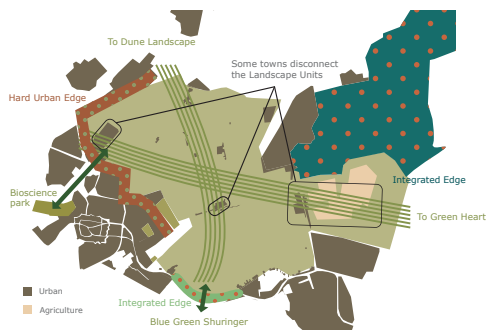 To Dune Landscape
Some towns disconnect
the Landscape Units
Hard Urban Edge
Integrated Edge
Bioscience
park
To Green Heart
Urban
Agriculture
Integrated Edge
Blue Green Shuringer